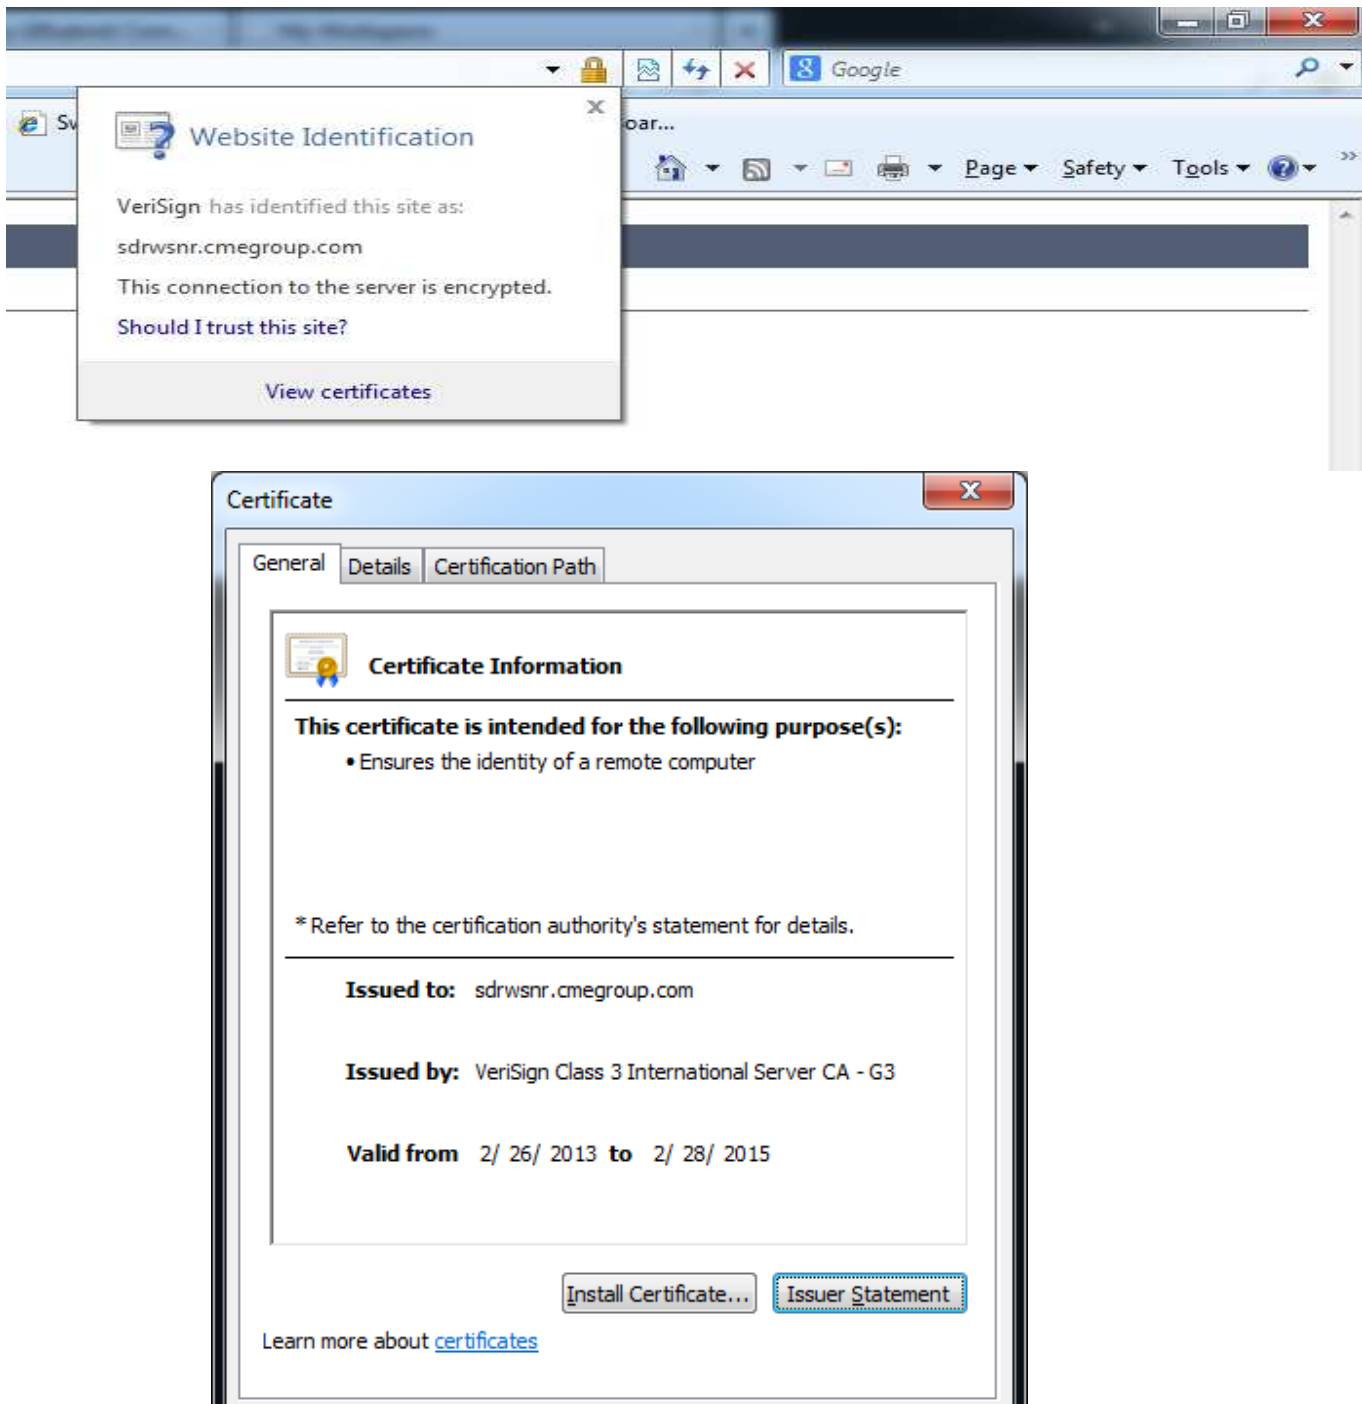 Google
Sv
oar...
Website Identification
Page
Safety
Tools
VeriSign has identified this site as:
sdrwsnr.cmegroup.com
This connection to the server is encrypted.
Should I trust this site?
View certificates
Certificate
General Details Certification Path
Certificate Information
This certificate is intended for the following purpose(s):
• Ensures the identity of a remote computer
* Refer to the certification authority's statement for details.
Issued to: sdrwsnr.cmegroup.com
Issued by: VeriSign Class 3 International Server CA - G3
Valid from 2/ 26/ 2013 to 2/ 28/ 2015
Install Certificate... Issuer Statement
Learn more about certificates